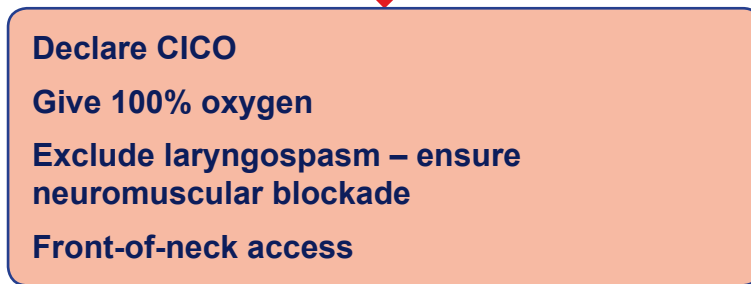 Declare CICO
Give 100% oxygen
Exclude laryngospasm – ensure
neuromuscular blockade
Front-of-neck access